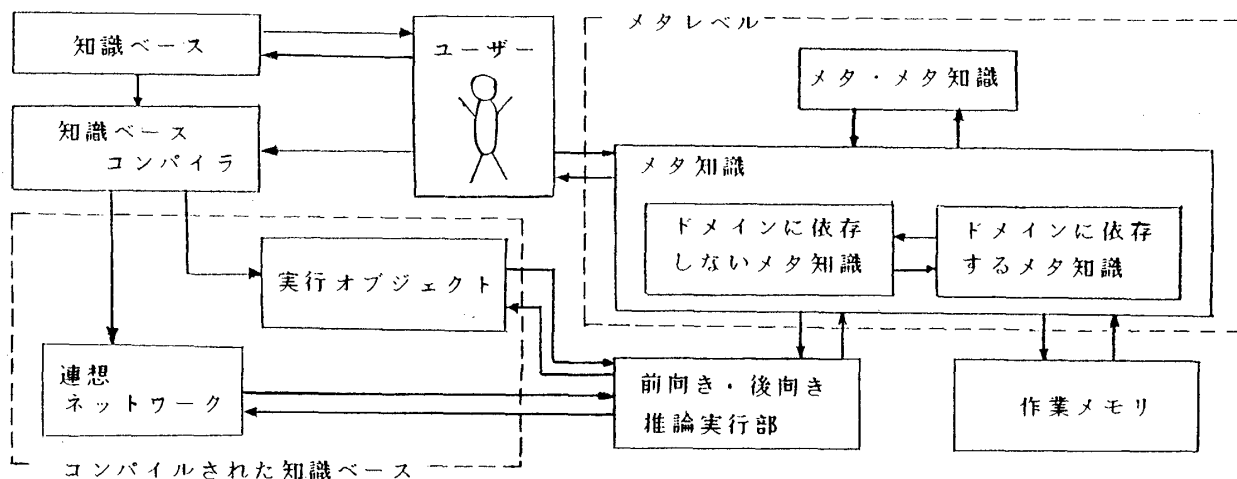 知識ベース
ユーザー
メタレベル
メタ・メタ知識
知識ベース
コンパイラ
メタ知識
ドメインに依存
しないメタ知識
ドメインに依存
するメタ知識
実行オブジェクト
連想
ネットワーク
前向き・後向き
推論実行部
作業メモリ
コンパイルされた知識ベース